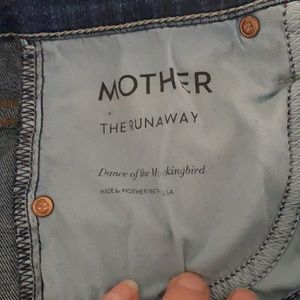 MOTHER
THE RUNAWAY
Dance of the Mockingbird
MADE by MOTHER IN THE USA